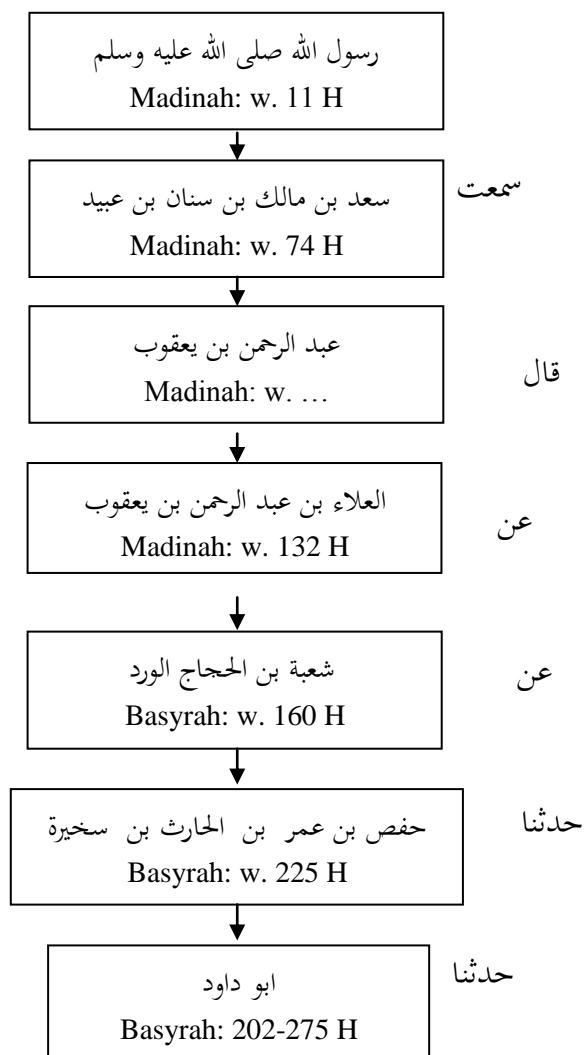 رسول الله صلى الله عليه وسلم
Madinah: w. 11 H
سمعت
سعد بن مالك بن سنان بن عبيد
Madinah: w. 74 H
عبد الرحمن بن يعقوب
Madinah: w. …
قال
العلاء بن عبد الرحمن بن يعقوب
Madinah: w. 132 H
عن
شعبة بن الحجاج الورد
Basyrah: w. 160 H
عن
حفص بن عمر بن الحارث بن سخيرة
Basyrah: w. 225 H
حدثنا
ابو داود
Basyrah: 202-275 H
حدثنا